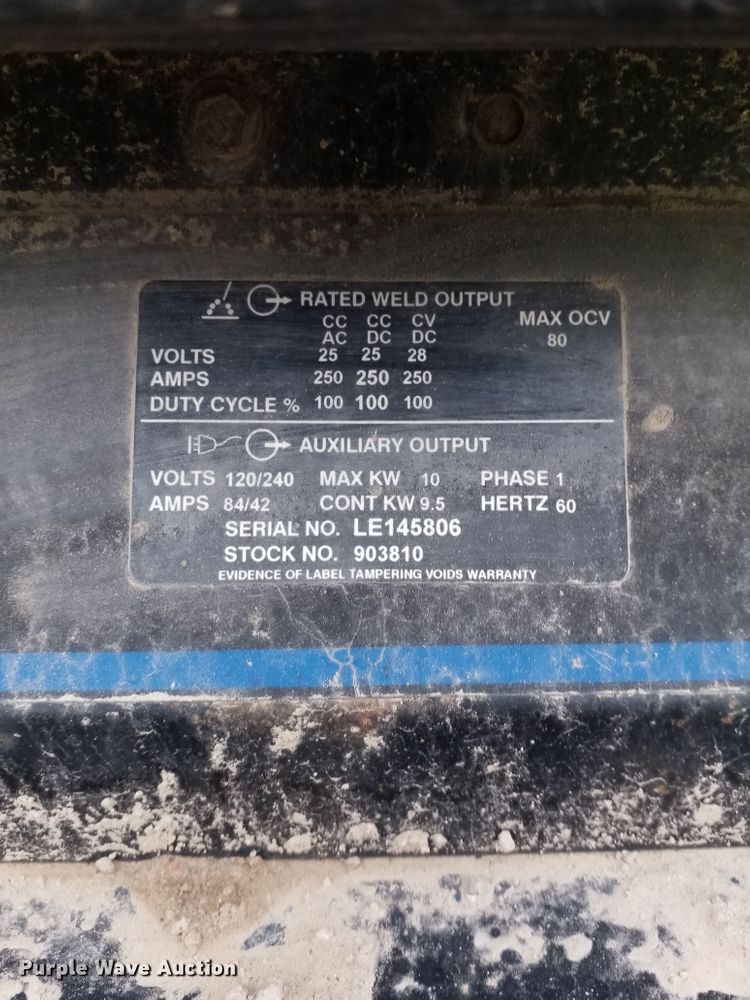 RATED WELD OUTPUT
CC CC CV MAX OCV
AC DC DC 80
VOLTS 25 25 28
AMPS 250 250 250
DUTY CYCLE % 100 100 100
AUXILIARY OUTPUT
VOLTS 120/240 MAX KW 10 PHASE 1
AMPS 84/42 CONT KW 9.5 HERTZ 60
SERIAL NO. LE145806
STOCK NO. 903810
EVIDENCE OF LABEL TAMPERING VOIDS WARRANTY
Purple Wave Auction